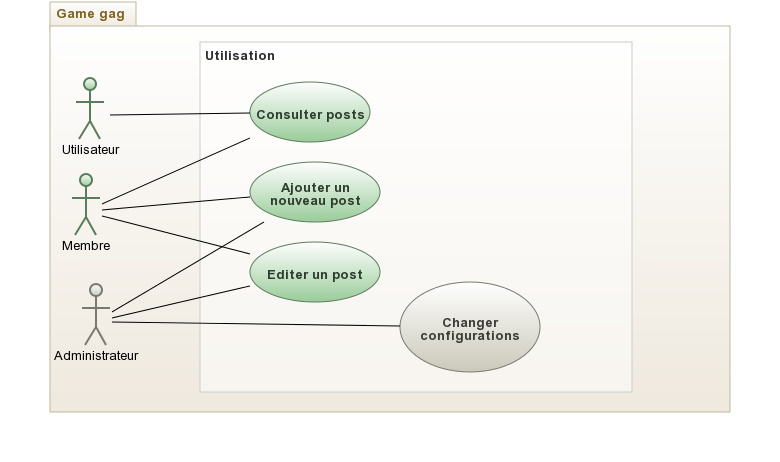 Game gag
Utilisation
Consulter posts
Utilisateur
Ajouter un
nouveau post
Membre
Editer un post
Changer
configurations
Administrateur